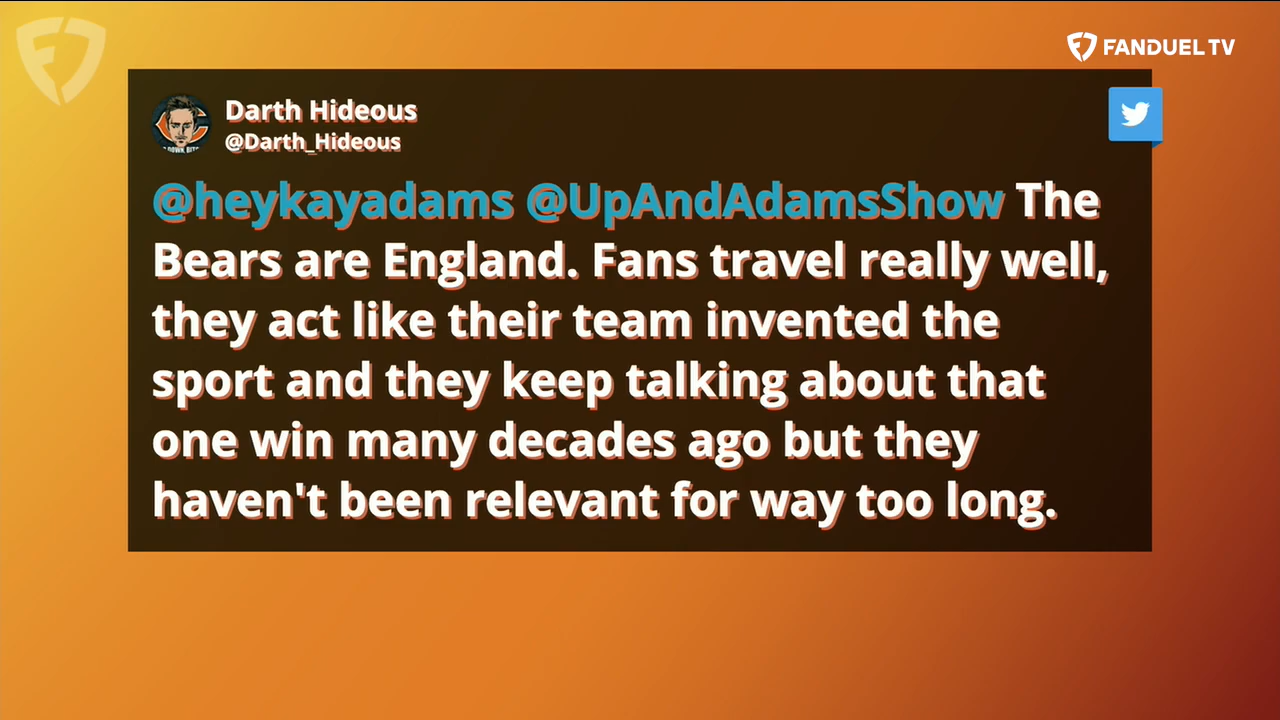 FANDUEL TV
Darth Hideous
@Darth_Hideous
@heykayadams @UpAndAdamsShow The
Bears are England. Fans travel really well,
they act like their team invented the
sport and they keep talking about that
one win many decades ago but they
haven't been relevant for way too long.